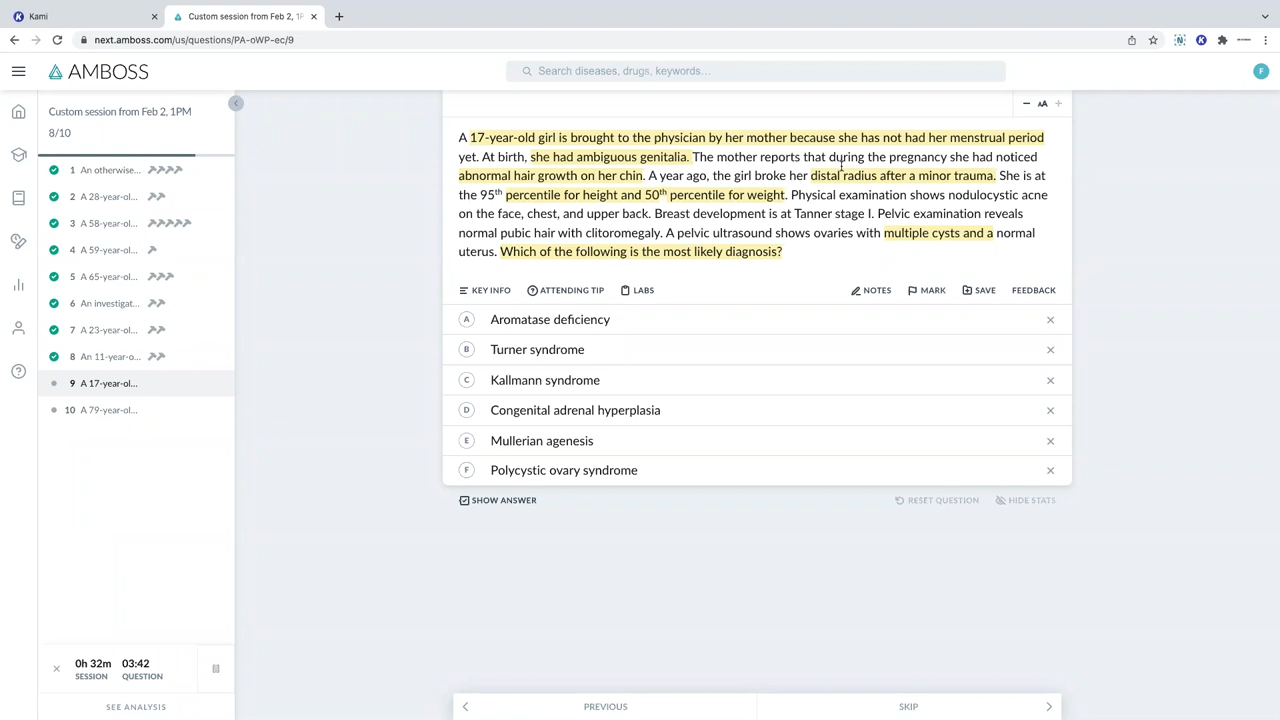 Kami
Custom session from Feb 2, 1P
next.amboss.com/us/questions/PA-oWP-ec/9
AMBOSS
Search diseases, drugs, keywords...
F
Custom session from Feb 2, 1PM
8/10
1 An otherwise...
2 A 28-year-ol...
3 A 58-year-ol...
4 A 59-year-ol...
5 A 65-year-ol...
6 An investigat...
7 A 23-year-ol...
8 An 11-year-o...
9 A 17-year-ol...
10 A 79-year-ol...
0h 32m 03:42
SESSION QUESTION
SEE ANALYSIS
AA
A 17-year-old girl is brought to the physician by her mother because she has not had her menstrual period
yet. At birth, she had ambiguous genitalia. The mother reports that during the pregnancy she had noticed
abnormal hair growth on her chin. A year ago, the girl broke her distal radius after a minor trauma. She is at
the 95th percentile for height and 50th percentile for weight. Physical examination shows nodulocystic acne
on the face, chest, and upper back. Breast development is at Tanner stage I. Pelvic examination reveals
normal pubic hair with clitoromegaly. A pelvic ultrasound shows ovaries with multiple cysts and a normal
uterus. Which of the following is the most likely diagnosis?
KEY INFO ATTENDING TIP LABS NOTES MARK SAVE FEEDBACK
A Aromatase deficiency
B Turner syndrome
C Kallmann syndrome
D Congenital adrenal hyperplasia
E Mullerian agenesis
F Polycystic ovary syndrome
SHOW ANSWER RESET QUESTION HIDE STATS
PREVIOUS SKIP